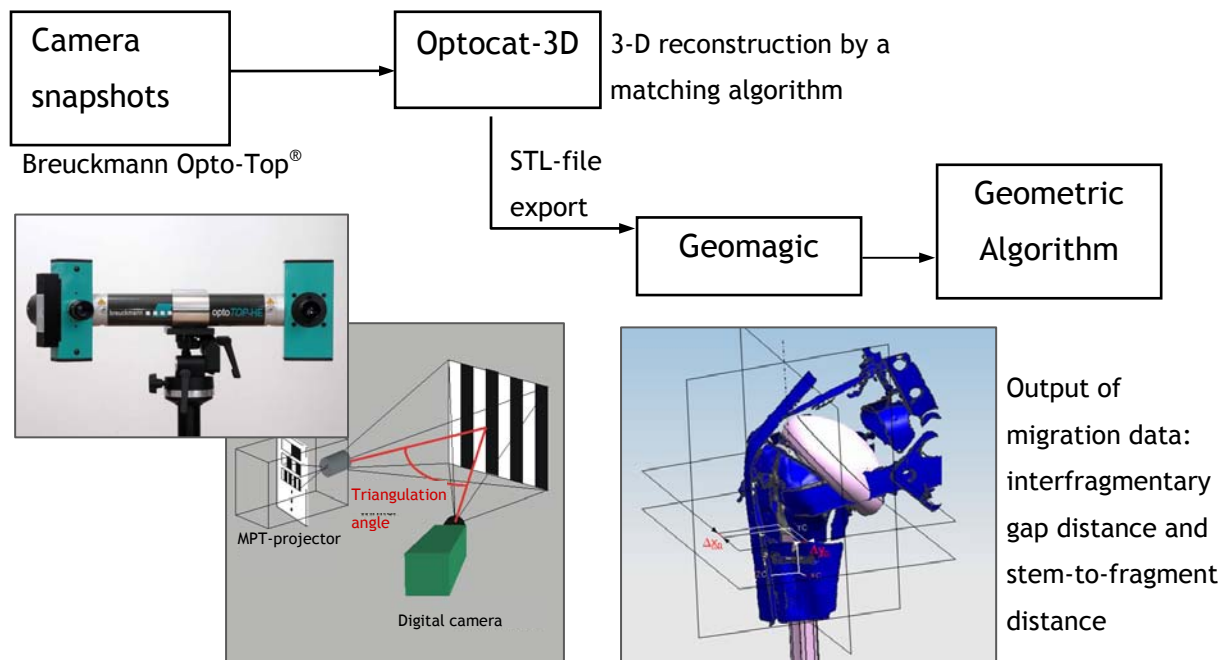 Camera
snapshots
Optocat-3D
3-D reconstruction by a
matching algorithm
Breuckmann Opto-Top®
STL-file
export
Geomagic
Geometric
Algorithm
breuckmann
optoTOP-HE
Triangulation
angle
MPT-projector
Digital camera
Output of
migration data:
interfragmentary
gap distance and
stem-to-fragment
distance